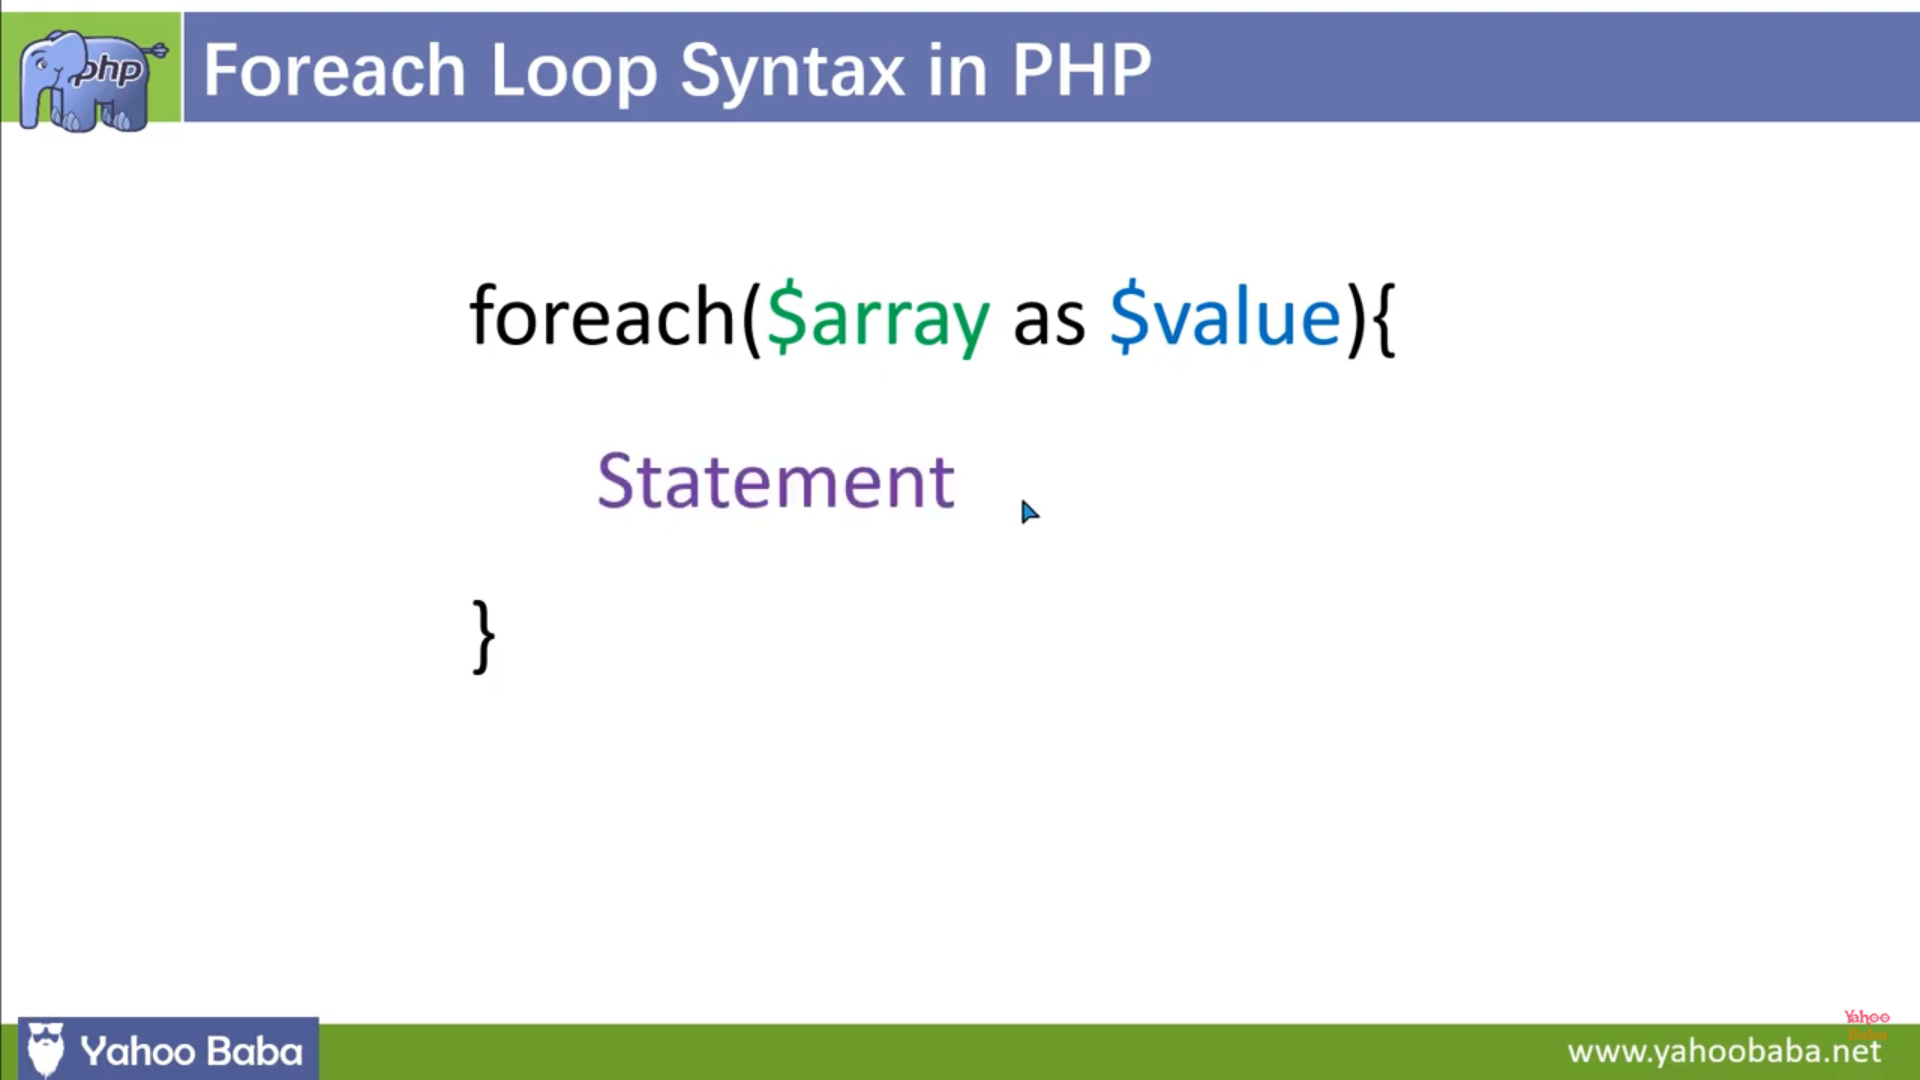 php
Foreach Loop Syntax in PHP
foreach($array as $value){
Statement
}
Yahoo Baba
Yahoo
Baba
www.yahoobaba.net